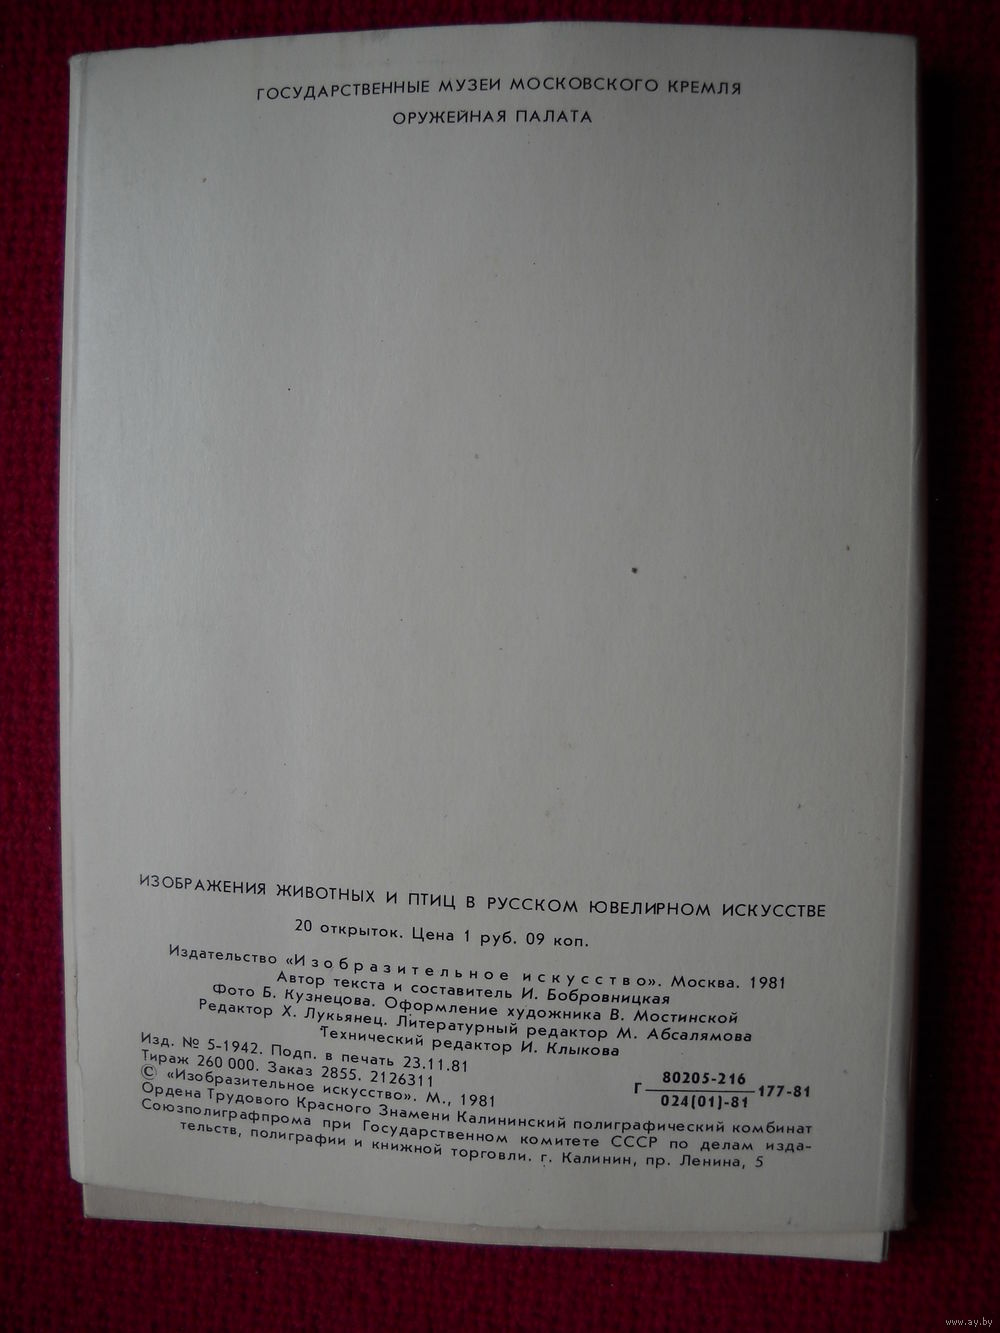 ГОСУДАРСТВЕННЫЕ МУЗЕИ МОСКОВСКОГО КРЕМЛЯ
ОРУЖЕЙНАЯ ПАЛАТА
ИЗОБРАЖЕНИЯ ЖИВОТНЫХ И ПТИЦ В РУССКОМ ЮВЕЛИРНОМ ИСКУССТВЕ
20 открыток. Цена 1 руб. 09 коп.
Издательство «Изобразительное искусство». Москва. 1981
Автор текста и составитель И. Бобровницкая
Фото Б. Кузнецова. Оформление художника В. Мостинской
Редактор Х. Лукьянец. Литературный редактор М. Абсалямова
Технический редактор И. Клыкова
Изд. № 5-1942. Подп. в печать 23.11.81
Тираж 260 000. Заказ 2855. 2126311
© «Изобразительное искусство». М., 1981
Г 80205-216 177-81
024(01)-81
Ордена Трудового Красного Знамени Калининский полиграфический комбинат
Союзполиграфпрома при Государственном комитете СССР по делам изда-
тельств, полиграфии и книжной торговли. г. Калинин, пр. Ленина, 5
www.ay.by